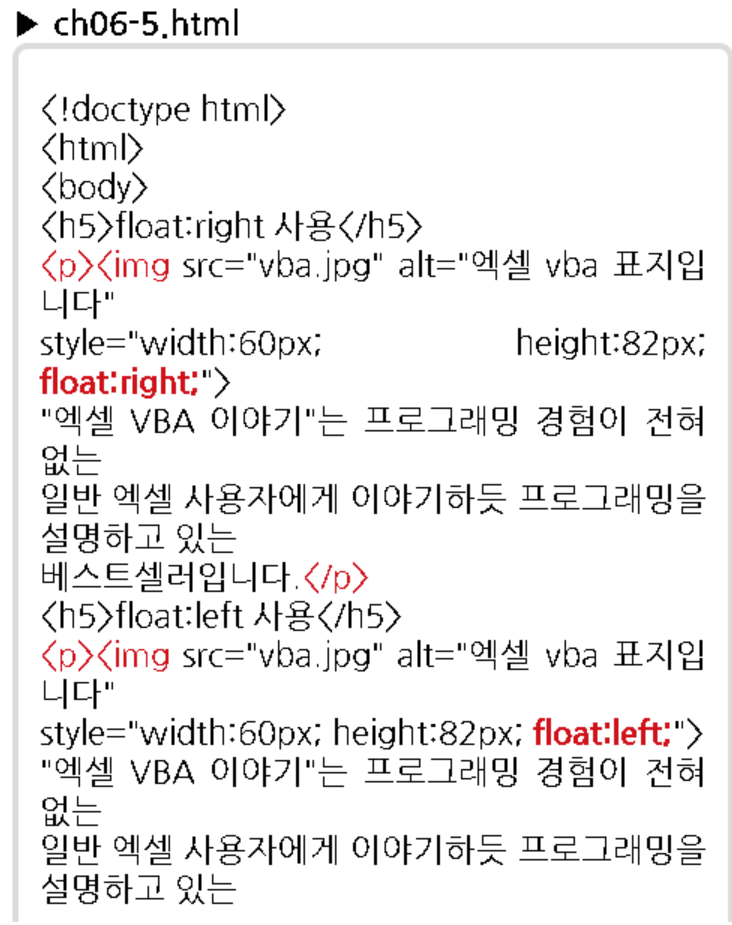 ▶ ch06-5.html
<!doctype html>
<html>
<body>
<h5>float:right 사용</h5>
<p><img src="vba.jpg" alt="엑셀 vba 표지입
니다"
style="width:60px; height:82px;
float:right;">
"엑셀 VBA 이야기"는 프로그래밍 경험이 전혀
없는
일반 엑셀 사용자에게 이야기하듯 프로그래밍을
설명하고 있는
베스트셀러입니다.</p>
<h5>float:left 사용</h5>
<p><img src="vba.jpg" alt="엑셀 vba 표지입
니다"
style="width:60px; height:82px; float:left;">
"엑셀 VBA 이야기"는 프로그래밍 경험이 전혀
없는
일반 엑셀 사용자에게 이야기하듯 프로그래밍을
설명하고 있는